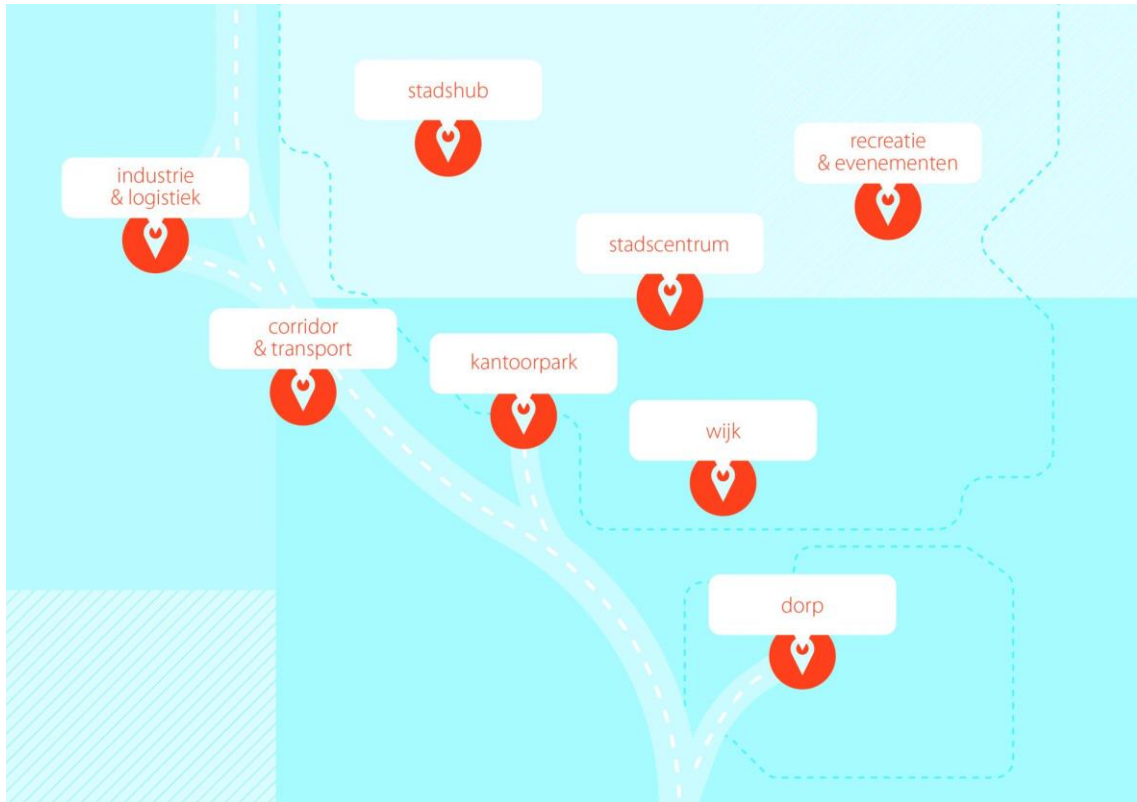 stadshub
recreatie
& evenementen
industrie
& logistiek
stadscentrum
corridor
& transport
kantoorpark
wijk
dorp